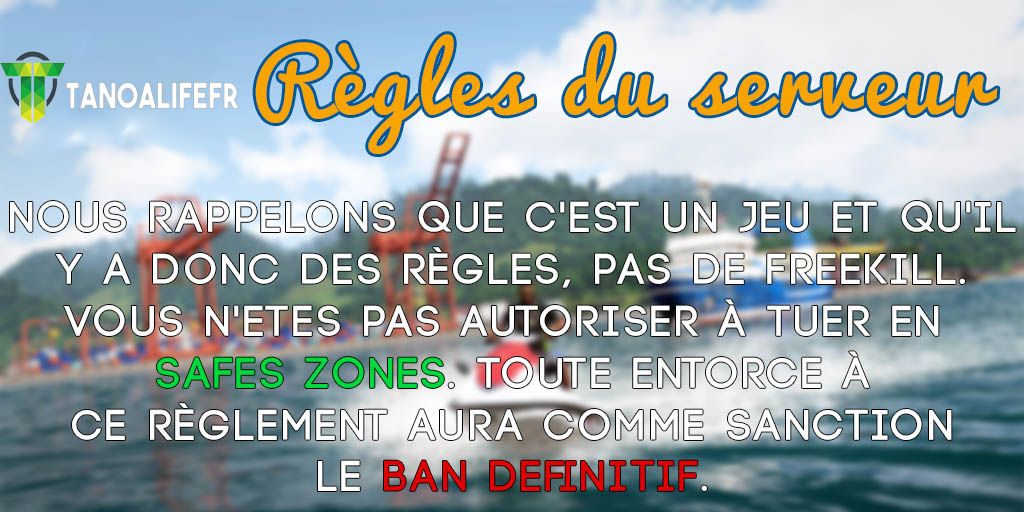 TANOALIFEFR
Règles du serveur
NOUS RAPPELONS QUE C'EST UN JEU ET QU'IL
Y A DONC DES RÈGLES, PAS DE FREEKILL.
VOUS N'ETES PAS AUTORISER À TUER EN
SAFES ZONES. TOUTE ENTORCE À
CE RÈGLEMENT AURA COMME SANCTION
LE BAN DEFINITIF.